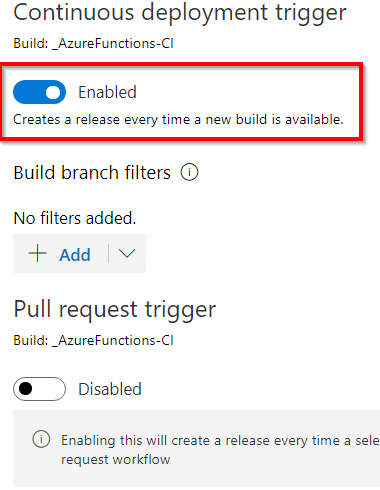 Continuous deployment trigger
Build: _AzureFunctions-CI
Enabled
Creates a release every time a new build is available.
Build branch filters
No filters added.
Add
Pull request trigger
Build: _AzureFunctions-CI
Disabled
Enabling this will create a release every time a sele
request workflow